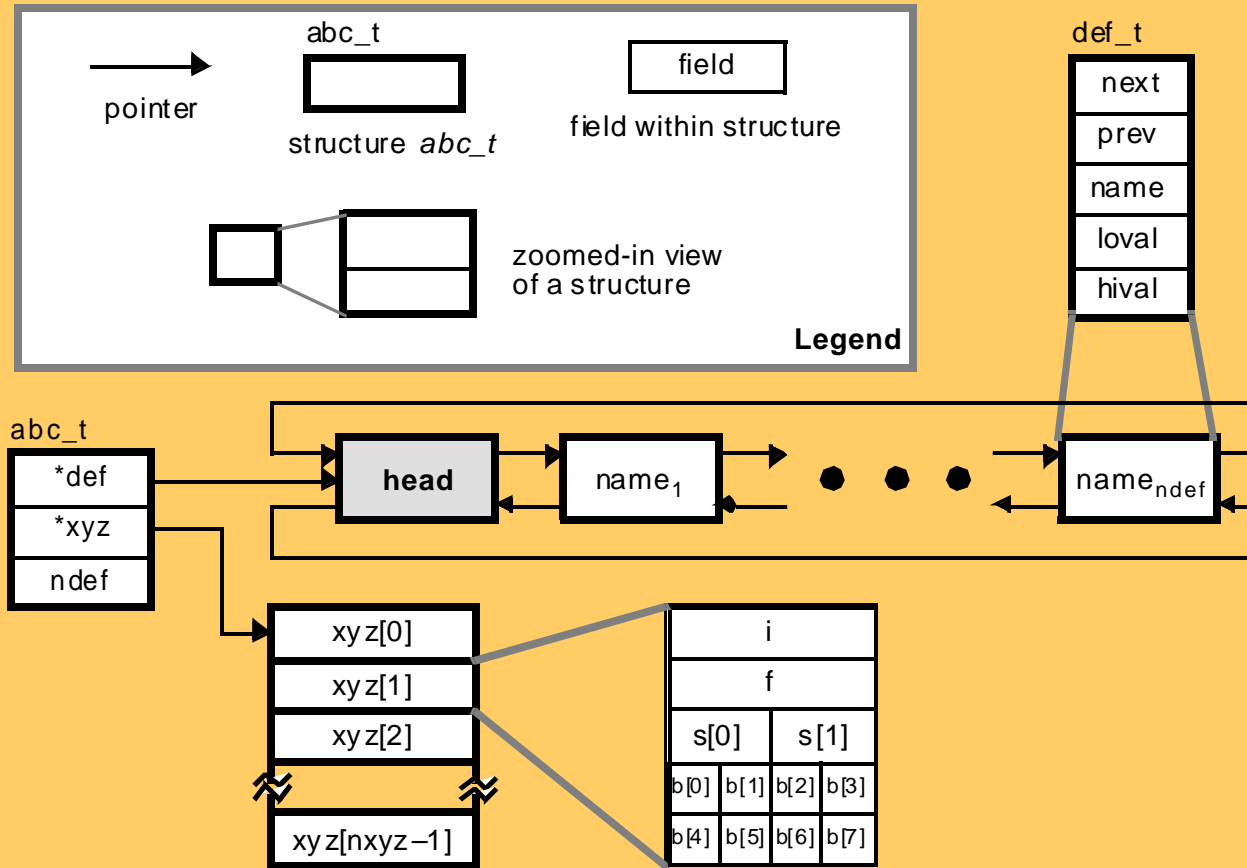 abc_t
field
pointer
structure abc_t
field within structure
zoomed-in view
of a structure
Legend
def_t
next
prev
name
loval
hival
abc_t
*def
*xyz
ndef
head
name1
namendef
xyz[0]
xyz[1]
xyz[2]
xyz[nxyz–1]
i
f
s[0] s[1]
b[0] b[1] b[2] b[3]
b[4] b[5] b[6] b[7]